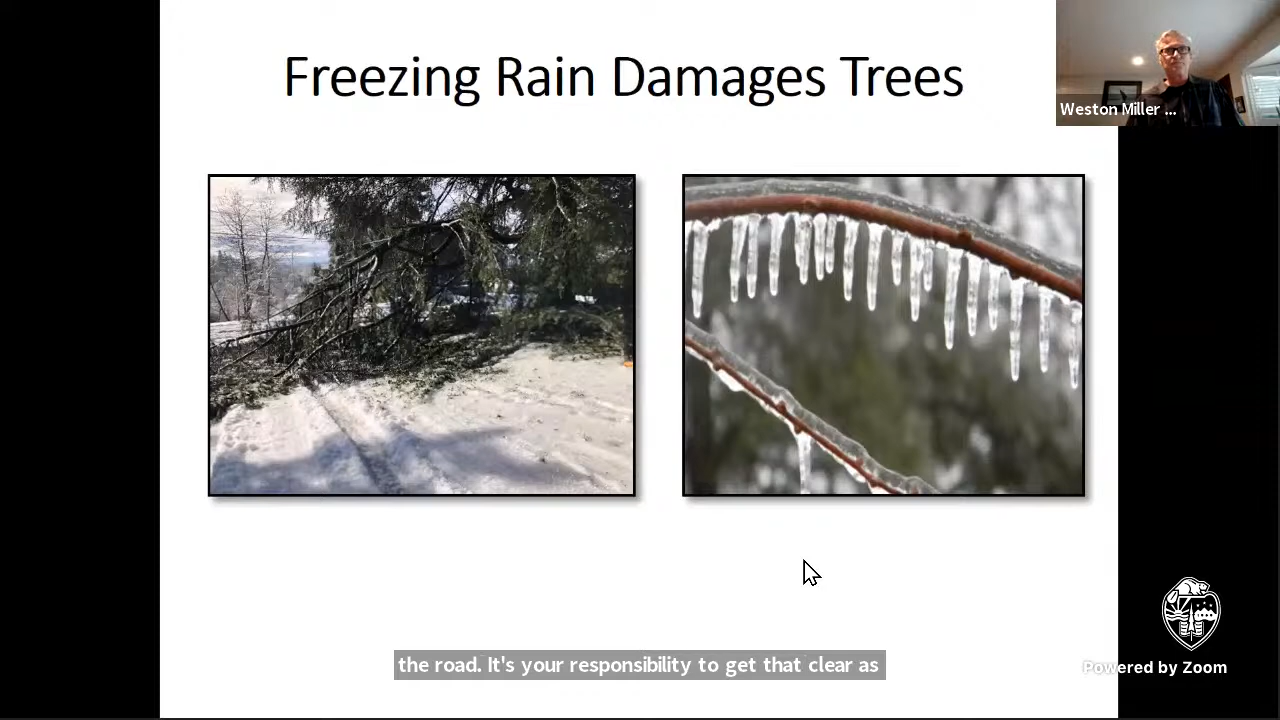 Freezing Rain Damages Trees
Weston Miller ...
the road. It's your responsibility to get that clear as
Powered by Zoom